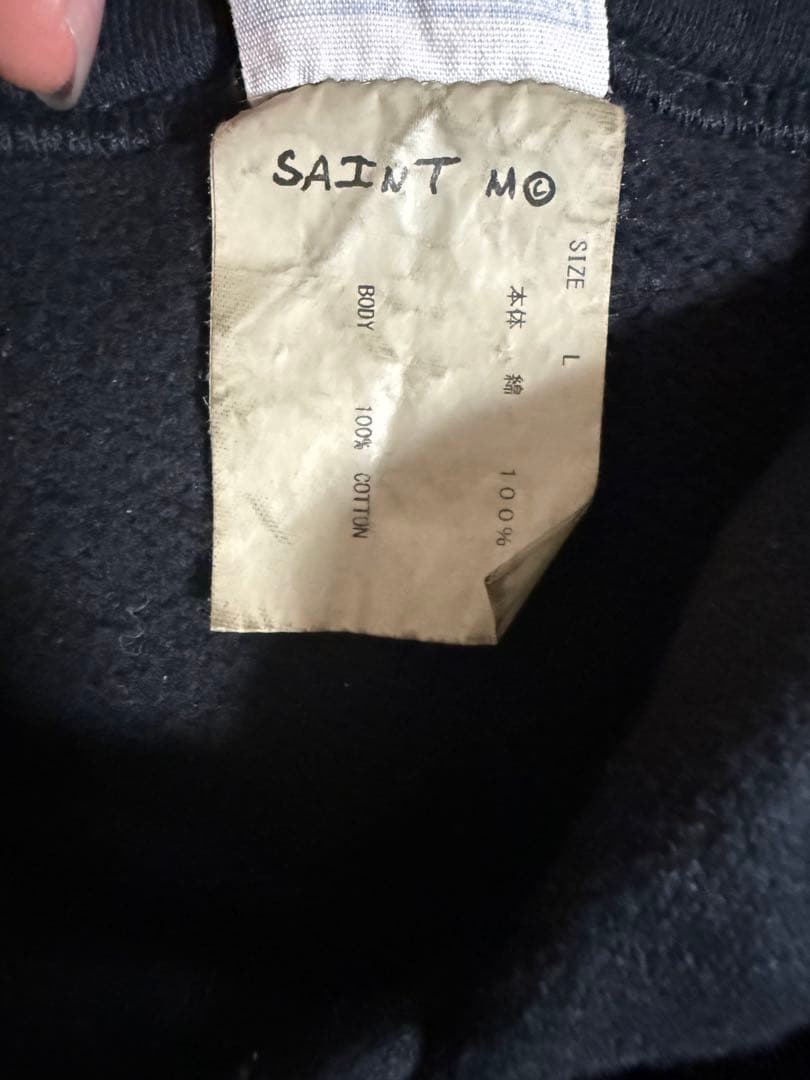 SAINT M©
SIZE L
本体 綿 100%
BODY 100% COTTON